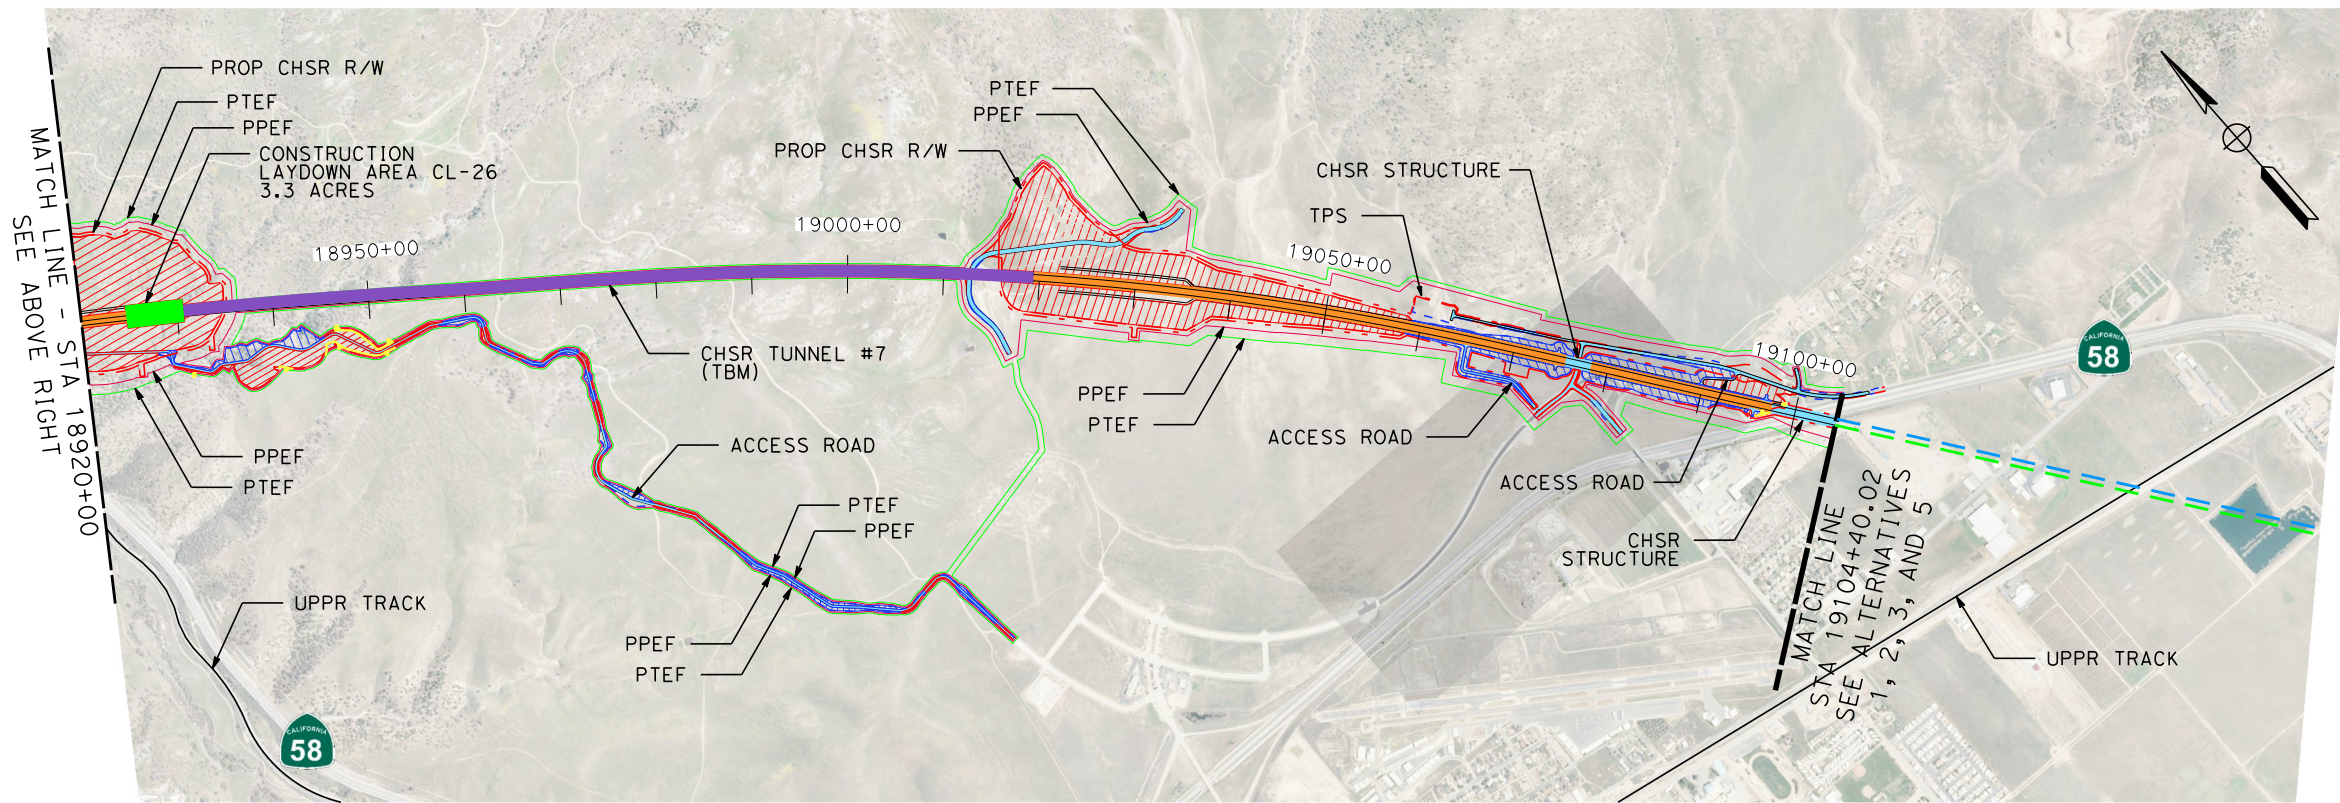 PROP CHSR R/W
PTEF
PPEF
CONSTRUCTION
LAYDOWN AREA CL-26
3.3 ACRES
MATCH LINE - STA 18920+00
SEE ABOVE RIGHT
18950+00
19000+00
PTEF
PPEF
PROP CHSR R/W
CHSR STRUCTURE
TPS
19050+00
19100+00
CALIFORNIA
58
CHSR TUNNEL #7
(TBM)
PPEF
PTEF
ACCESS ROAD
PPEF
PTEF
ACCESS ROAD
ACCESS ROAD
PTEF
PPEF
CHSR
STRUCTURE
MATCH LINE
STA 19104+40.02
SEE ALTERNATIVES
1, 2, 3, AND 5
UPPR TRACK
PPEF
PTEF
UPPR TRACK
CALIFORNIA
58